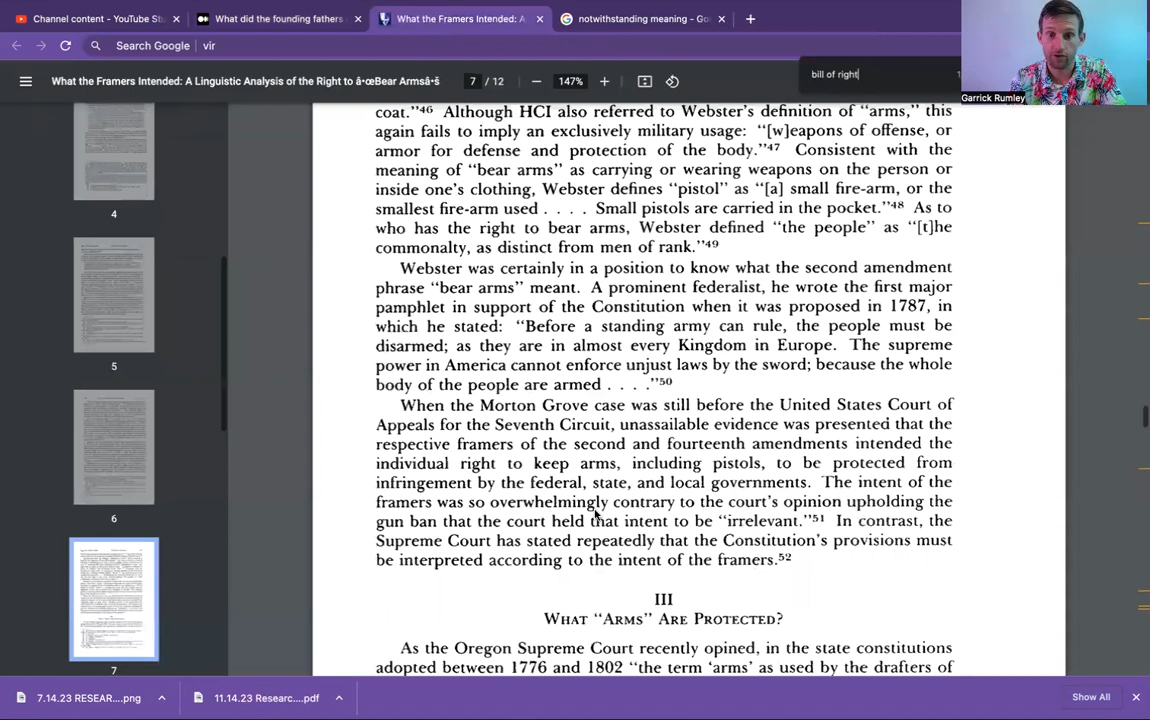 Channel content - YouTube St
What did the founding fathers
What the Framers Intended: A
notwithstanding meaning - Go
Search Google
vir
What the Framers Intended: A Linguistic Analysis of the Right to â•œBear Armsâ•š
7 / 12
147%
bill of right
Garrick Rumley
coat."46 Although HCI also referred to Webster's definition of "arms," this
again fails to imply an exclusively military usage: "[w]eapons of offense, or
armor for defense and protection of the body."47 Consistent with the
meaning of "bear arms" as carrying or wearing weapons on the person or
inside one's clothing, Webster defines "pistol" as "[a] small fire-arm, or the
smallest fire-arm used . . . . Small pistols are carried in the pocket."48 As to
who has the right to bear arms, Webster defined "the people" as "[t]he
commonalty, as distinct from men of rank."49
Webster was certainly in a position to know what the second amendment
phrase "bear arms" meant. A prominent federalist, he wrote the first major
pamphlet in support of the Constitution when it was proposed in 1787, in
which he stated: "Before a standing army can rule, the people must be
disarmed; as they are in almost every Kingdom in Europe. The supreme
power in America cannot enforce unjust laws by the sword; because the whole
body of the people are armed . . . ."50
When the Morton Grove case was still before the United States Court of
Appeals for the Seventh Circuit, unassailable evidence was presented that the
respective framers of the second and fourteenth amendments intended the
individual right to keep arms, including pistols, to be protected from
infringement by the federal, state, and local governments. The intent of the
framers was so overwhelmingly contrary to the court's opinion upholding the
gun ban that the court held that intent to be "irrelevant."51 In contrast, the
Supreme Court has stated repeatedly that the Constitution's provisions must
be interpreted according to the intent of the framers.52
III
WHAT "ARMS" ARE PROTECTED?
As the Oregon Supreme Court recently opined, in the state constitutions
adopted between 1776 and 1802 "the term 'arms' as used by the drafters of
4
5
6
7
7.14.23 RESEAR....png
11.14.23 Researc....pdf
Show All